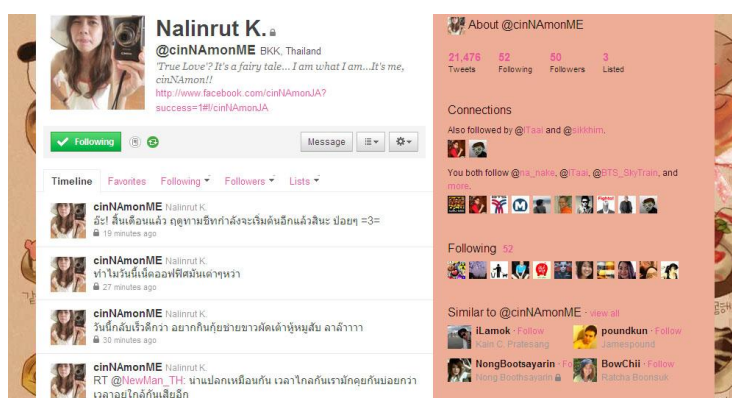 Nalinrut K.
@cinNAmonME BKK, Thailand
'True Love'? It's a fairy tale... I am what I am...It's me,
cinNAmon!!
http://www.facebook.com/cinNAmonJA?
success=1#!/cinNAmonJA
Following
Message
Timeline Favorites Following Followers Lists
cinNAmonME Nalinrut K.
อ๊ะ! สิ้นเดือนแล้ว ฤดูทามชีทกำลังจะเริ่มต้นอีกแล้วสินะ บ่อยๆ =3=
19 minutes ago
cinNAmonME Nalinrut K.
ทำไมวันนี้เน็ตออฟฟิศมันเต่าๆหว่า
27 minutes ago
cinNAmonME Nalinrut K.
วันนี้กลับเร็วดีกว่า อยากกินกุ้ยช่ายขาวผัดเต้าหู้หมูสับ ลาล้าาาา
30 minutes ago
cinNAmonME Nalinrut K.
RT @NewMan_TH: น่าแปลกเหมือนกัน เวลาไกลกันเรามักคุยกันบ่อยกว่า
เวลาอยู่ใกล้กันเสียอีก
About @cinNAmonME
21,476 52 50 3
Tweets Following Followers Listed
Connections
Also followed by @iTaai and @sikkhim.
You both follow @na_nake, @iTaai, @BTS_SkyTrain, and
more.
Following 52
Similar to @cinNAmonME · view all
iLamok · Follow
Kain C. Pratesang
poundkun · Follow
Jamespound
NongBootsayarin · Fo
Nong Boothsayarin
BowChii · Follow
Ratcha Boonsuk